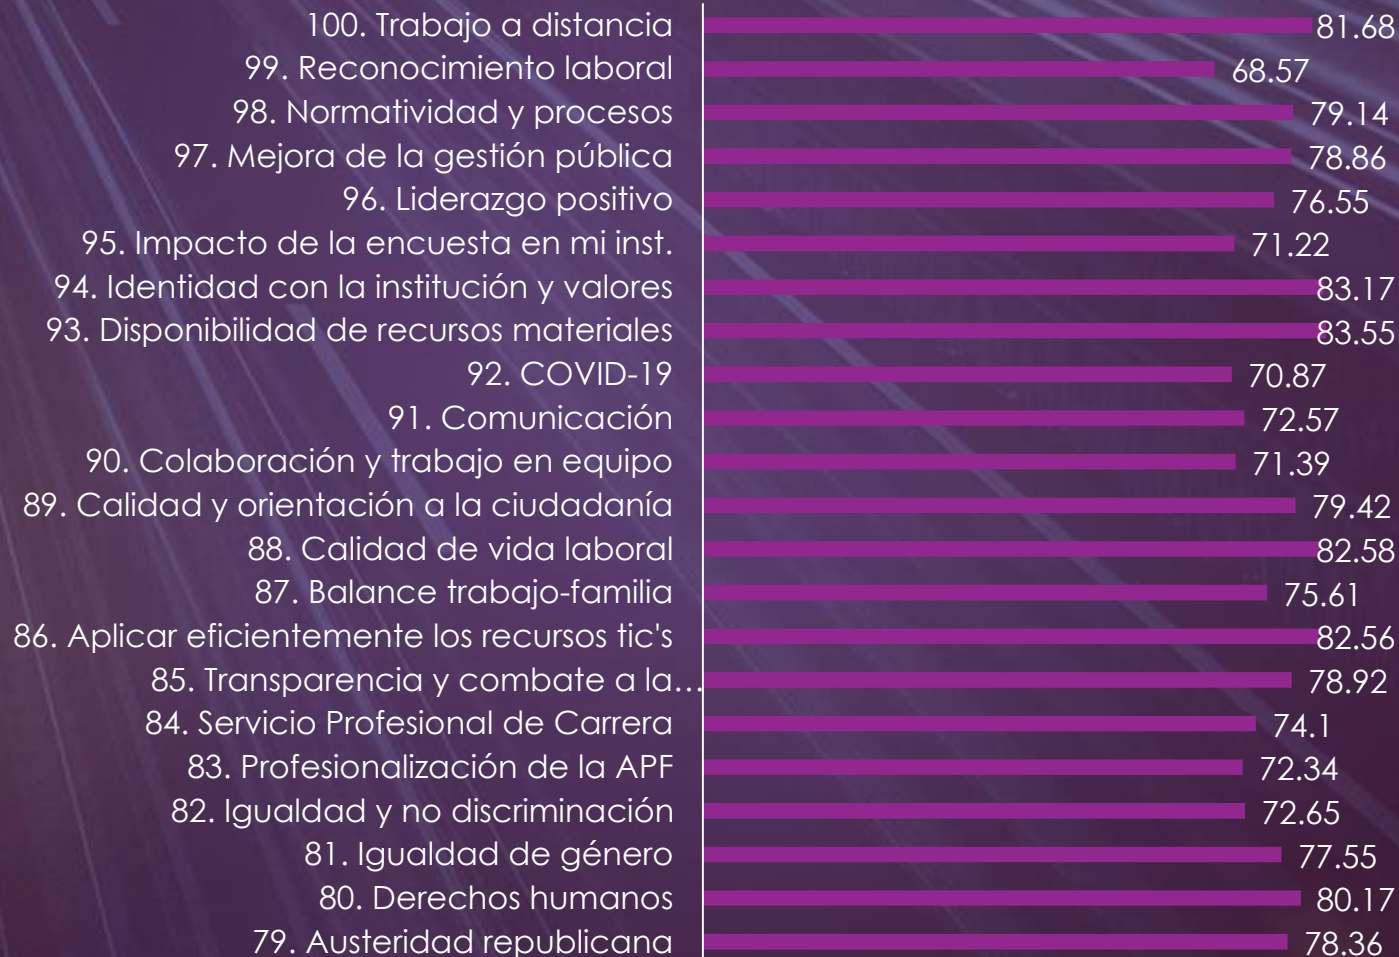 100. Trabajo a distancia 81.68
99. Reconocimiento laboral 68.57
98. Normatividad y procesos 79.14
97. Mejora de la gestión pública 78.86
96. Liderazgo positivo 76.55
95. Impacto de la encuesta en mi inst. 71.22
94. Identidad con la institución y valores 83.17
93. Disponibilidad de recursos materiales 83.55
92. COVID-19 70.87
91. Comunicación 72.57
90. Colaboración y trabajo en equipo 71.39
89. Calidad y orientación a la ciudadanía 79.42
88. Calidad de vida laboral 82.58
87. Balance trabajo-familia 75.61
86. Aplicar eficientemente los recursos tic's 82.56
85. Transparencia y combate a la… 78.92
84. Servicio Profesional de Carrera 74.1
83. Profesionalización de la APF 72.34
82. Igualdad y no discriminación 72.65
81. Igualdad de género 77.55
80. Derechos humanos 80.17
79. Austeridad republicana 78.36